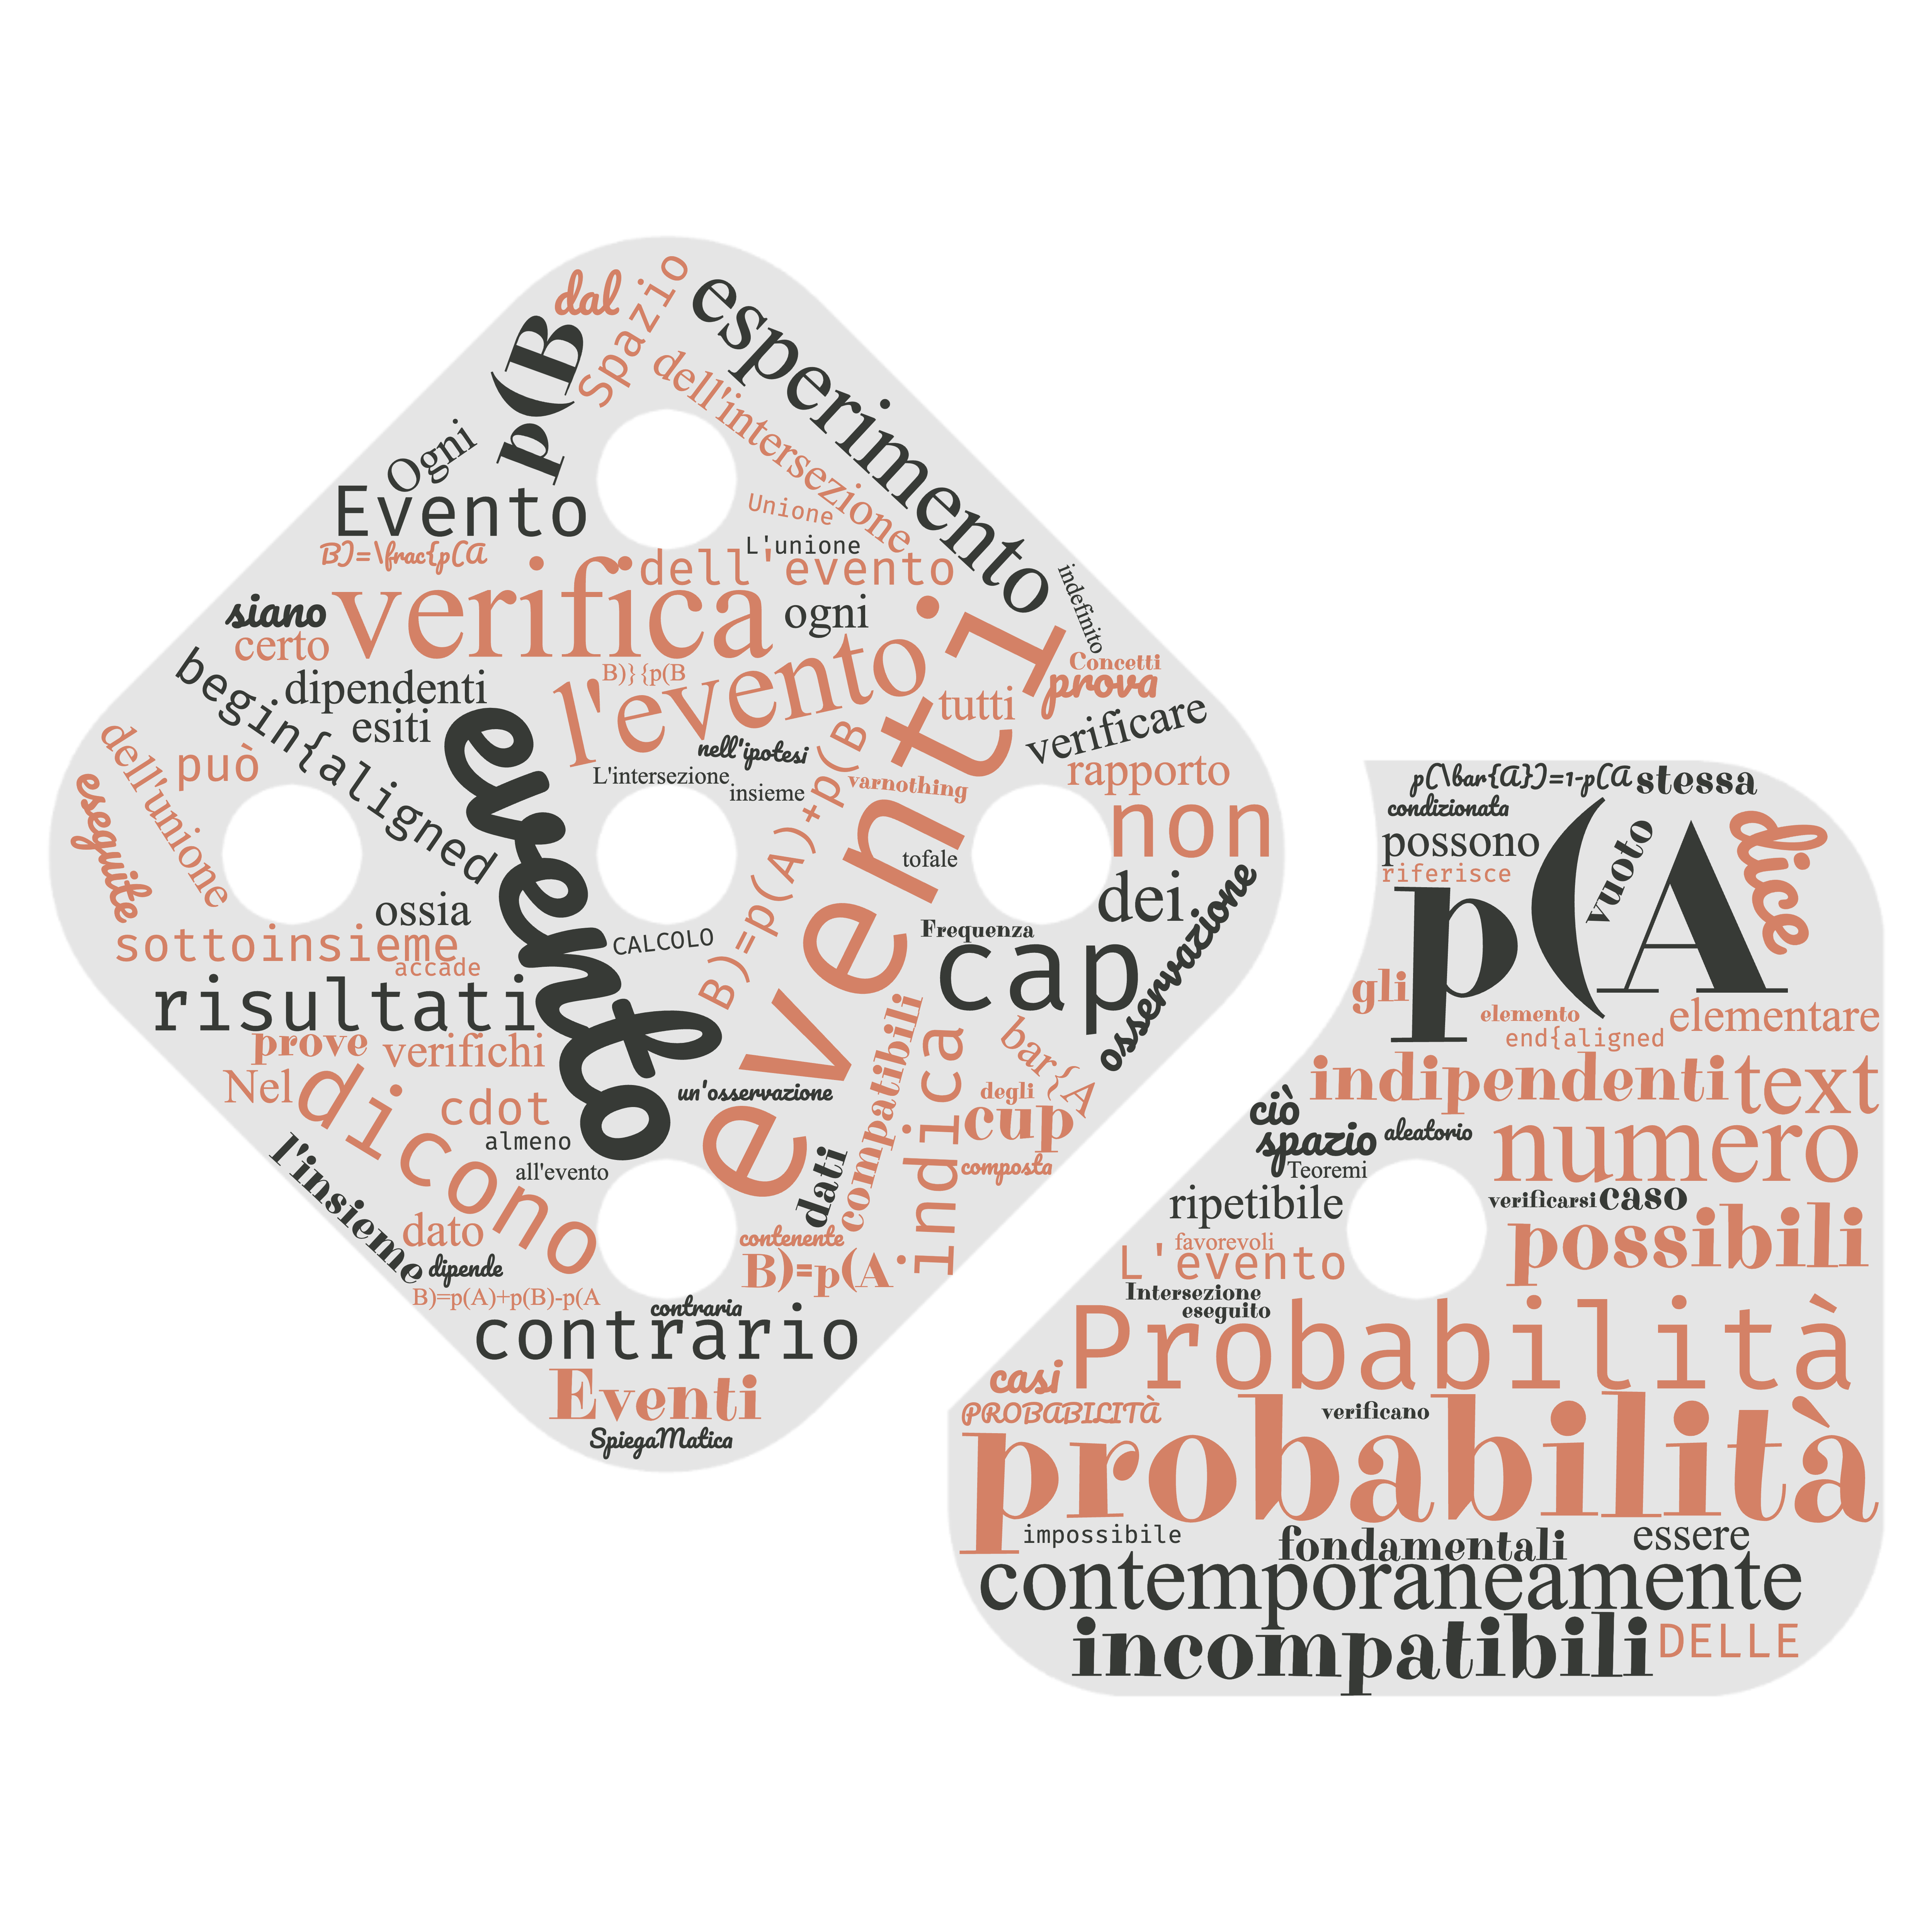 dal
Spazio
esperimento
p(B
dell'intersezione
Ogni
Evento
Unione
L'unione
B)=\frac{p(A
dell'evento
verifica
siano
ogni
certo
indefinito
B)}{p(B
l'evento
Concetti
prova
begin{aligned
dipendenti
tutti
esiti
eventi
verificare
nell'ipotesi
può
dell'unione
L'intersezione
insieme
varnothing
rapporto
eseguite
evento
B)=p(A)+p(B
non
tofale
dei
ossia
osservazione
sottoinsieme
CALCOLO
Frequenza
accade
cap
risultati
prove
verifichi
bar{A
Nel
dicono
cdot
un'osservazione
compatibili
indica
degli
cup
almeno
all'evento
composta
l'insieme
dati
dato
contenente
dipende
B)=p(A
B)=p(A)+p(B)-p(A
contraria
contrario
Eventi
SpiegaMatica
p(\bar{A})=1-p(A
stessa
condizionata
possono
vuoto
dice
riferisce
p(A
gli
elemento
elementare
end{aligned
indipendenti
text
ciò
spazio
aleatorio
numero
Teoremi
ripetibile
verificarsi
caso
possibili
favorevoli
L'evento
Intersezione
eseguito
Probabilità
casi
PROBABILITÀ
verificano
probabilità
impossibile
fondamentali
essere
contemporaneamente
incompatibili
DELLE